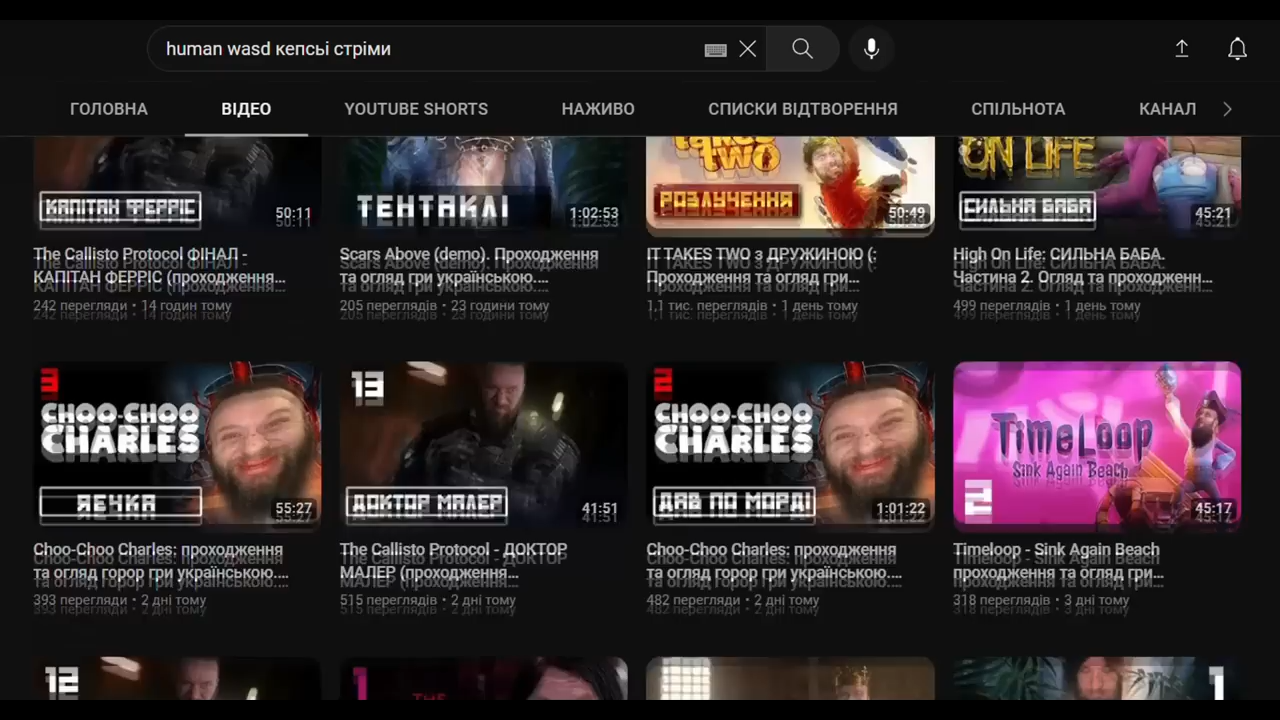 human wasd кепсьі стріми
ГОЛОВНА
ВІДЕО
YOUTUBE SHORTS
НАЖИВО
СПИСКИ ВІДТВОРЕННЯ
СПІЛЬНОТА
КАНАЛ
takes
two
ON LIFE
КАПІТАН ФЕРРІС
50:11
ТЕНТАКЛІ
1:02:53
РОЗЛУЧЕННЯ
50:49
СИЛЬНА БАБА
45:21
The Callisto Protocol ФІНАЛ -
КАПІТАН ФЕРРІС (проходження...
242 перегляди • 14 годин тому
Scars Above (demo). Проходження
та огляд гри українською....
205 переглядів • 23 години тому
IT TAKES TWO з ДРУЖИНОЮ (:
Проходження та огляд гри...
1,1 тис. переглядів • 1 день тому
High On Life: СИЛЬНА БАБА.
Частина 2. Огляд та проходженн...
499 переглядів • 1 день тому
3
CHOO-CHOO
CHARLES
ЯЕЧКА
55:27
13
ДОКТОР МАЛЕР
41:51
2
CHOO-CHOO
CHARLES
ДАВ ПО МОРДІ
1:01:22
TimeLoop
Sink Again Beach
2
45:17
Choo-Choo Charles: проходження
та огляд горор гри українською....
393 перегляди • 2 дні тому
The Callisto Protocol - ДОКТОР
МАЛЕР (проходження...
515 переглядів • 2 дні тому
Choo-Choo Charles: проходження
та огляд горор гри українською....
482 перегляди • 2 дні тому
Timeloop - Sink Again Beach
проходження та огляд гри...
318 переглядів • 3 дні тому
12
1
THE
1